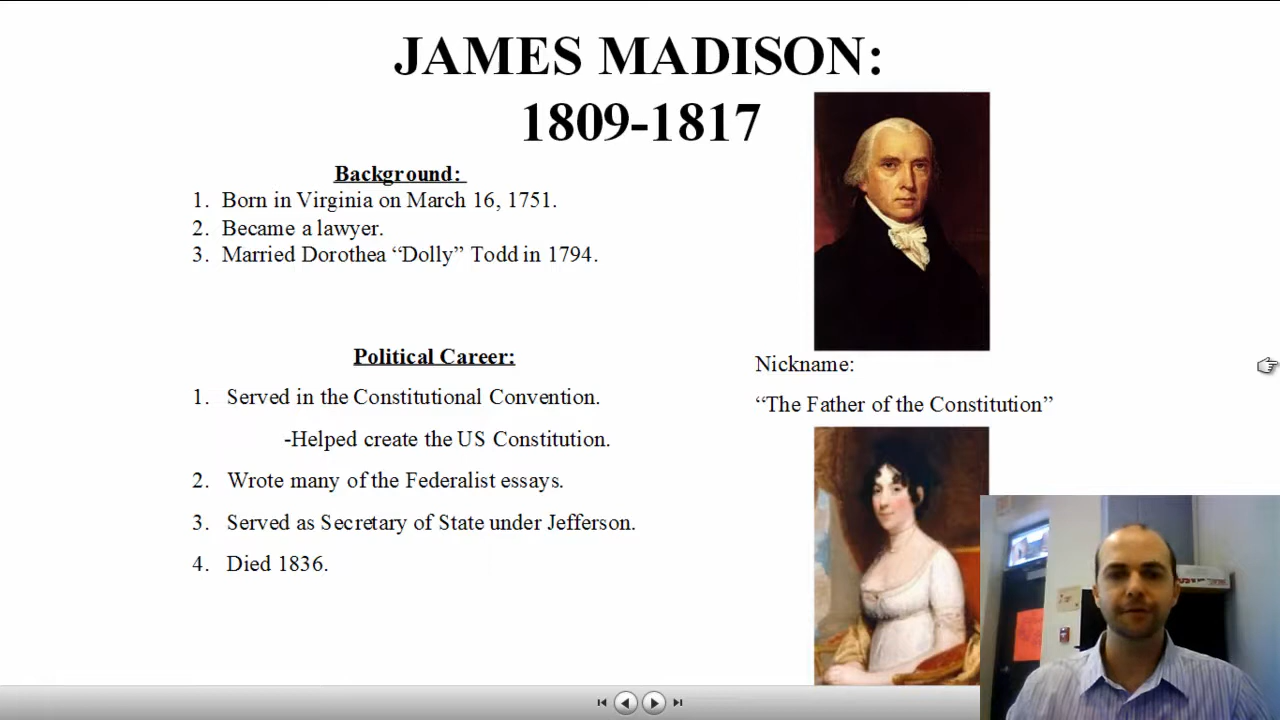 JAMES MADISON:
1809-1817
Background:
1. Born in Virginia on March 16, 1751.
2. Became a lawyer.
3. Married Dorothea “Dolly” Todd in 1794.
Political Career:
1. Served in the Constitutional Convention.
-Helped create the US Constitution.
2. Wrote many of the Federalist essays.
3. Served as Secretary of State under Jefferson.
4. Died 1836.
Nickname:
“The Father of the Constitution”